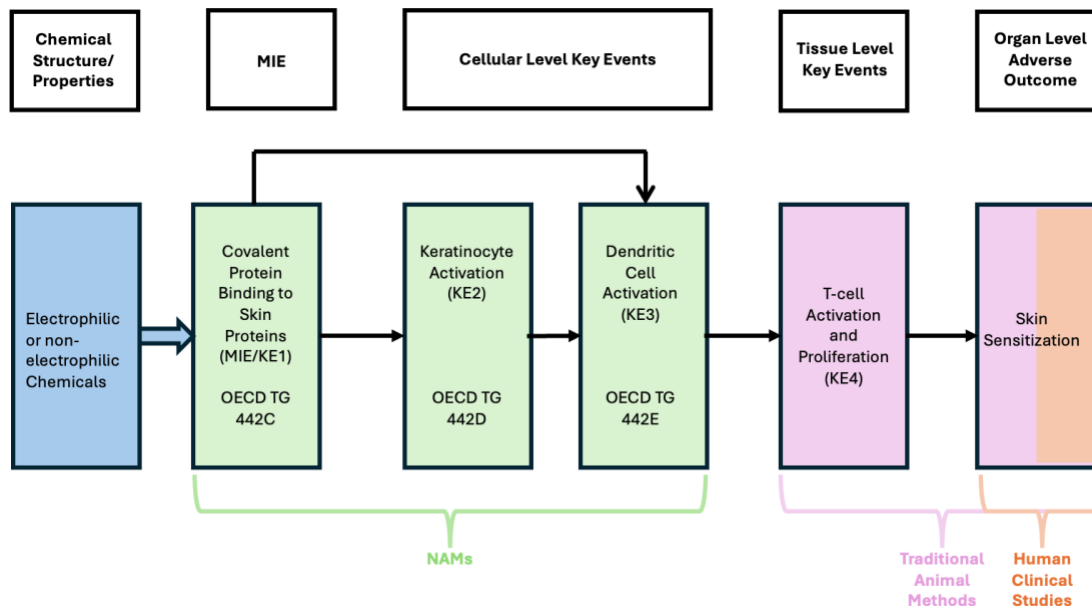 Chemical
Structure/
Properties
MIE
Cellular Level Key Events
Tissue Level
Key Events
Organ Level
Adverse
Outcome
Electrophilic
or non-
electrophilic
Chemicals
Covalent
Protein
Binding to
Skin
Proteins
(MIE/KE1)
OECD TG
442C
Keratinocyte
Activation
(KE2)
OECD TG
442D
Dendritic
Cell
Activation
(KE3)
OECD TG
442E
T-cell
Activation
and
Proliferation
(KE4)
Skin
Sensitization
NAMs
Traditional
Animal
Methods
Human
Clinical
Studies